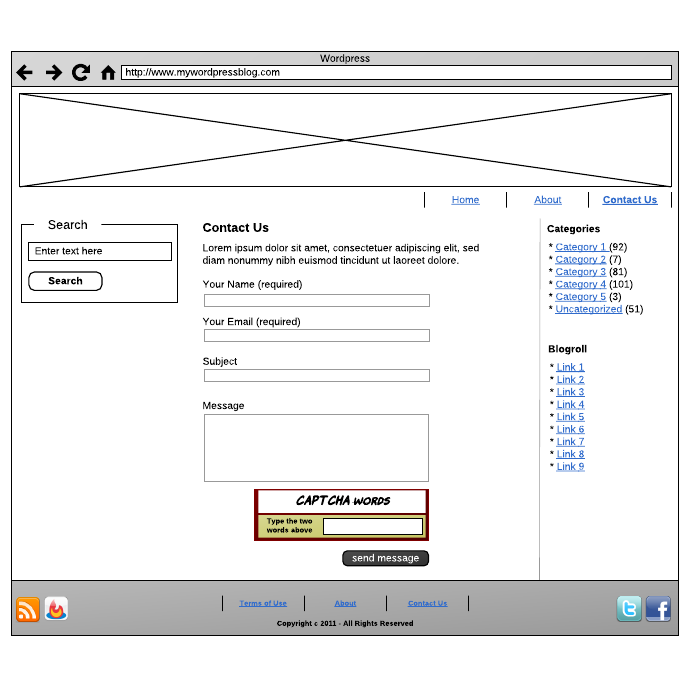 Wordpress
http://www.mywordpressblog.com
Home
About
Contact Us
Search
Enter text here
Search
Contact Us
Lorem ipsum dolor sit amet, consectetuer adipiscing elit, sed
diam nonummy nibh euismod tincidunt ut laoreet dolore.
Your Name (required)
Your Email (required)
Subject
Message
CAPTCHA WORDS
Type the two
words above
send message
Categories
* Category 1 (92)
* Category 2 (7)
* Category 3 (81)
* Category 4 (101)
* Category 5 (3)
* Uncategorized (51)
Blogroll
* Link 1
* Link 2
* Link 3
* Link 4
* Link 5
* Link 6
* Link 7
* Link 8
* Link 9
Terms of Use
About
Contact Us
Copyright c 2011 - All Rights Reserved
t
f